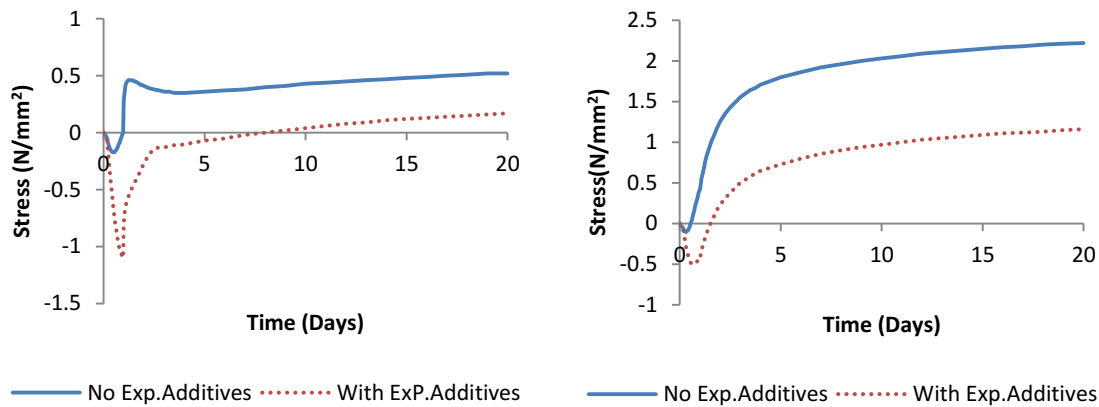 1
0.5
0
-0.5
-1
-1.5
0 5 10 15 20
Stress (N/mm²)
Time (Days)
No Exp.Additives With ExP.Additives
2.5
2
1.5
1
0.5
0
-0.5
-1
0 5 10 15 20
Stress(N/mm²)
Time (Days)
No Exp.Additives With Exp.Additives